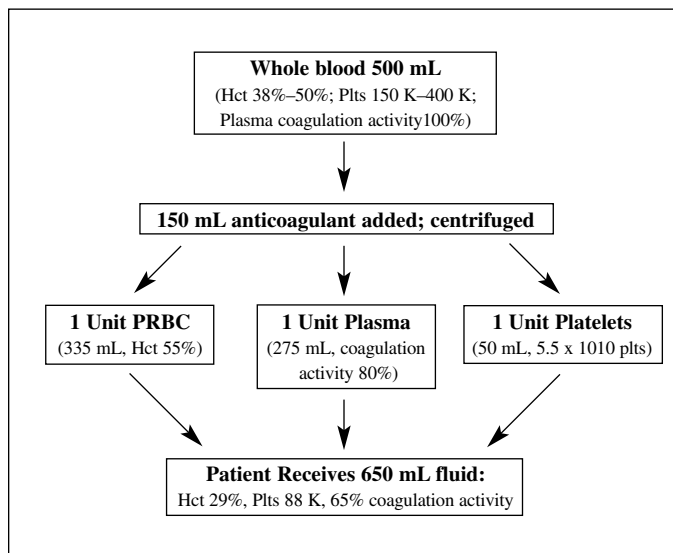 Whole blood 500 mL
(Hct 38%–50%; Plts 150 K–400 K;
Plasma coagulation activity100%)
150 mL anticoagulant added; centrifuged
1 Unit PRBC
(335 mL, Hct 55%)
1 Unit Plasma
(275 mL, coagulation
activity 80%)
1 Unit Platelets
(50 mL, 5.5 x 1010 plts)
Patient Receives 650 mL fluid:
Hct 29%, Plts 88 K, 65% coagulation activity